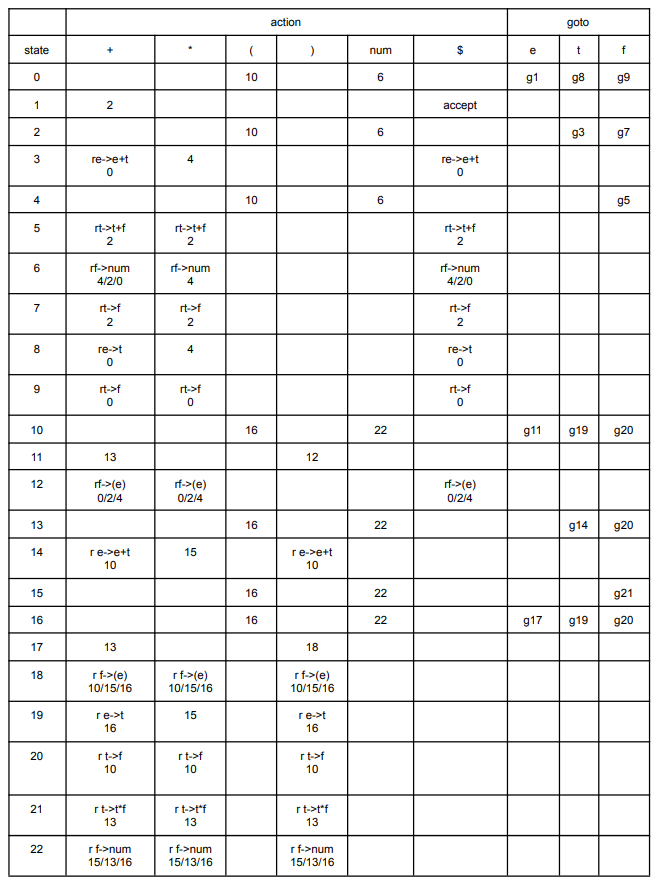 action goto
state + * ( ) num $ e t f
0 10 6 g1 g8 g9
1 2 accept
2 10 6 g3 g7
3 re->e+t 4 re->e+t
0 0
4 10 6 g5
5 rt->t+f rt->t+f rt->t+f
2 2 2
6 rf->num rf->num rf->num
4/2/0 4 4/2/0
7 rt->f rt->f rt->f
2 2 2
8 re->t 4 re->t
0 0
9 rt->f rt->f rt->f
0 0 0
10 16 22 g11 g19 g20
11 13 12
12 rf->(e) rf->(e) rf->(e)
0/2/4 0/2/4 0/2/4
13 16 22 g14 g20
14 r e->e+t 15 r e->e+t
10 10
15 16 22 g21
16 16 22 g17 g19 g20
17 13 18
18 r f->(e) r f->(e) r f->(e)
10/15/16 10/15/16 10/15/16
19 r e->t 15 r e->t
16 16
20 r t->f r t->f r t->f
10 10 10
21 r t->t*f r t->t*f r t->t*f
13 13 13
22 r f->num r f->num r f->num
15/13/16 15/13/16 15/13/16